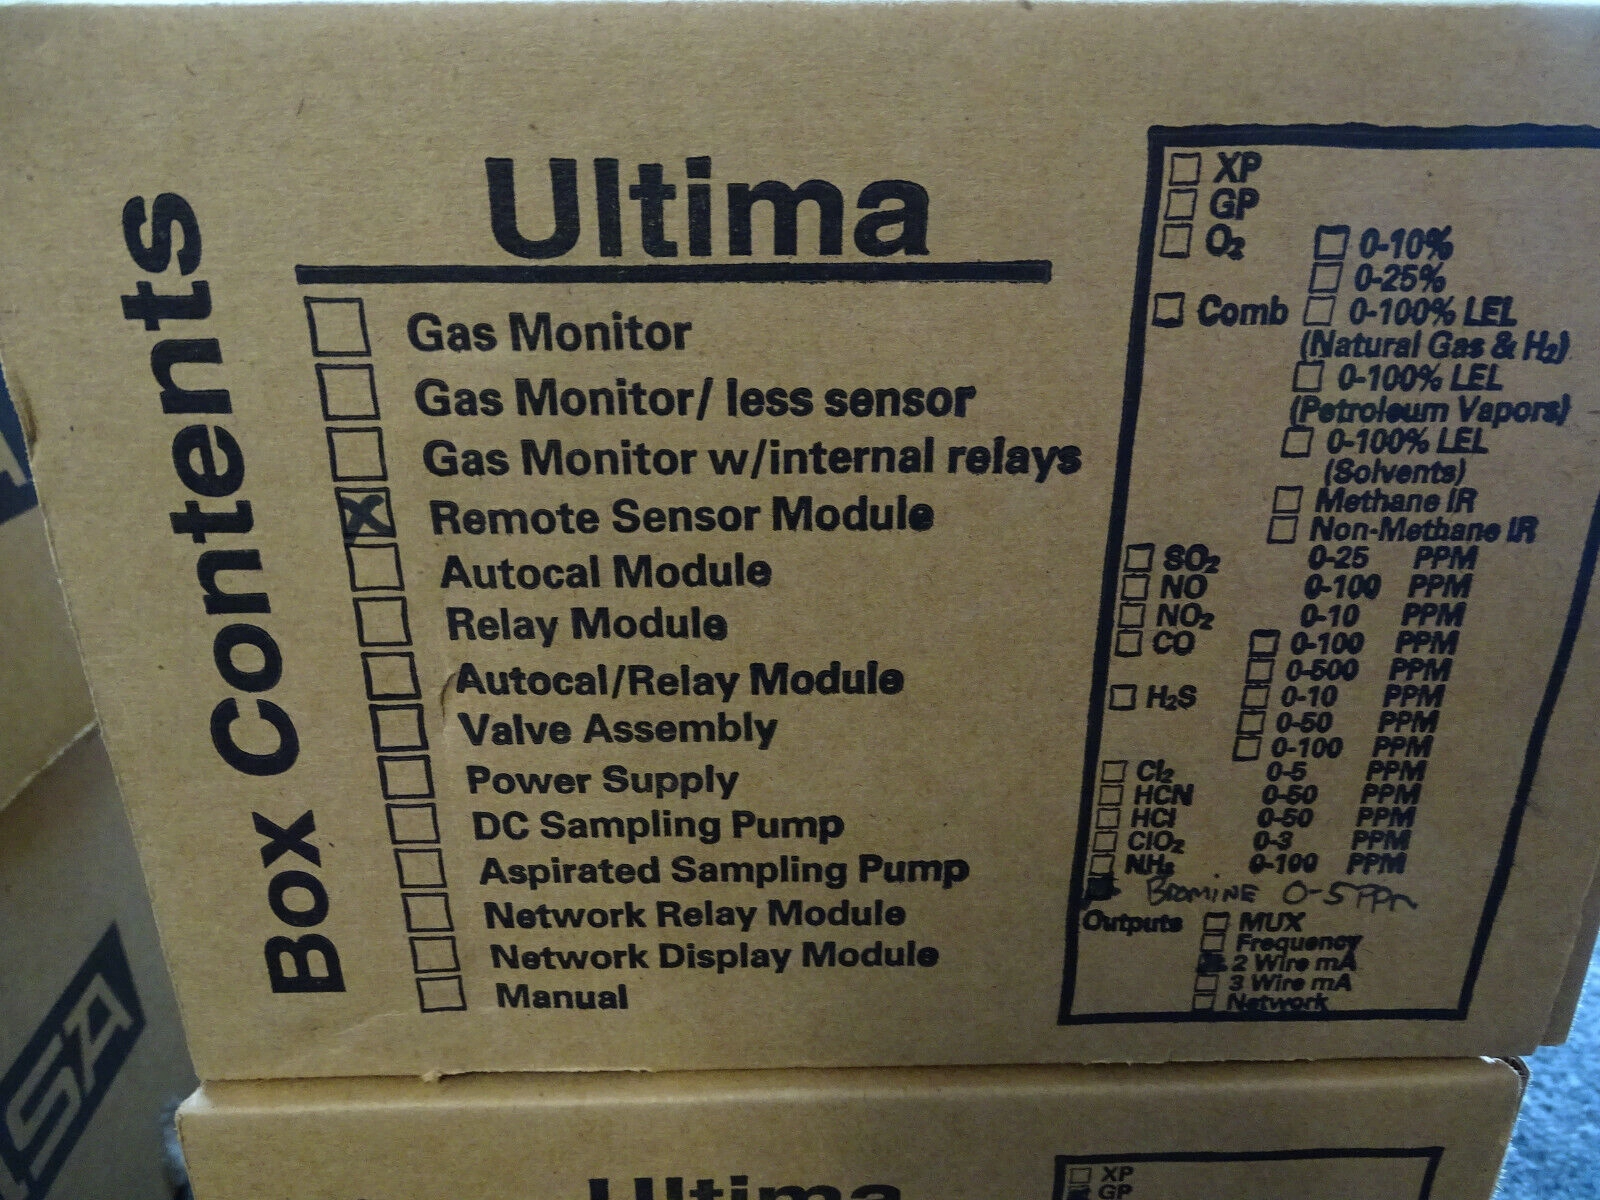 Box Contents
Ultima
Gas Monitor
Gas Monitor/ less sensor
Gas Monitor w/internal relays
X Remote Sensor Module
Autocal Module
Relay Module
Autocal/Relay Module
Valve Assembly
Power Supply
DC Sampling Pump
Aspirated Sampling Pump
Network Relay Module
Network Display Module
Manual
XP
GP
O₂ 0-10%
0-25%
Comb 0-100% LEL
(Natural Gas & H₂)
0-100% LEL
(Petroleum Vapors)
0-100% LEL
(Solvents)
Methane IR
Non-Methane IR
SO₂ 0-25 PPM
NO 0-100 PPM
NO₂ 0-10 PPM
CO 0-100 PPM
0-500 PPM
H₂S 0-10 PPM
0-50 PPM
0-100 PPM
Cl₂ 0-5 PPM
HCN 0-50 PPM
HCl 0-50 PPM
ClO₂ 0-3 PPM
NH₃ 0-100 PPM
BROMINE 0-5 PPM
Outputs MUX
Frequency
2 Wire mA
3 Wire mA
Network
SA
Ultima
XP
GP